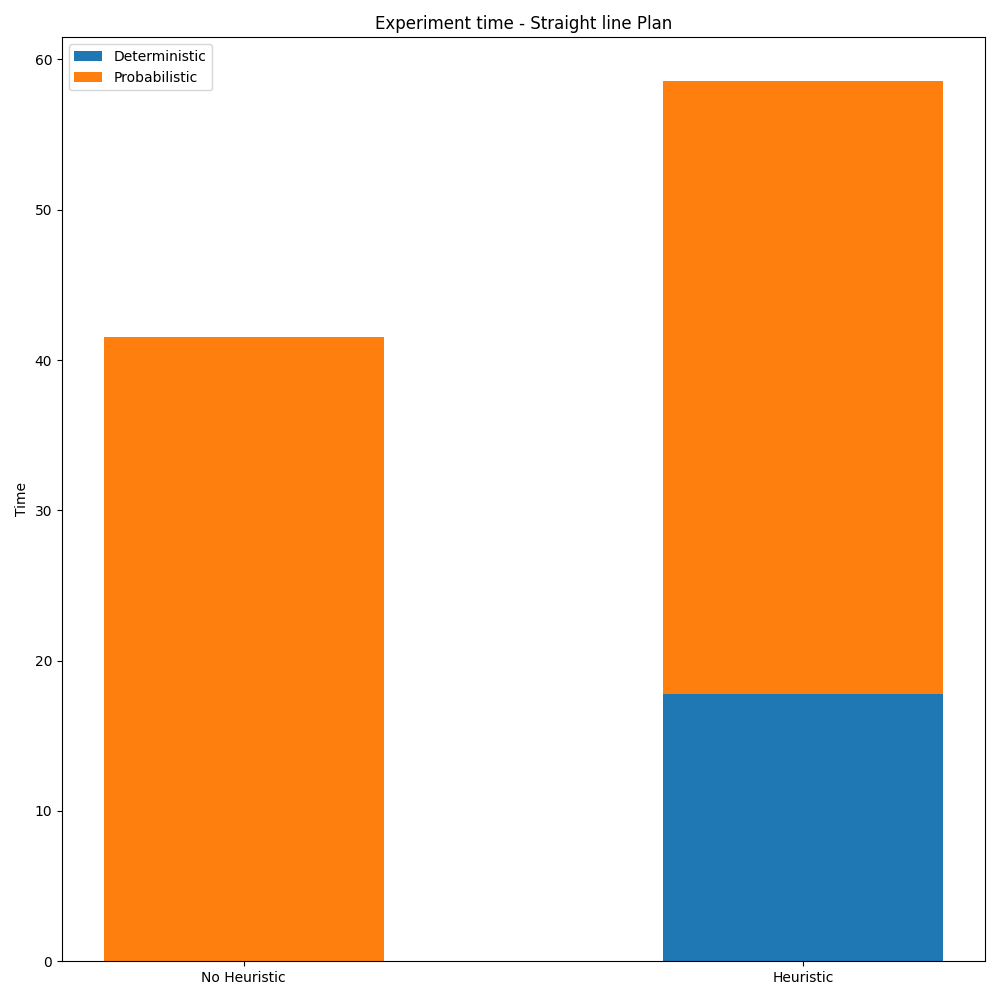 Experiment time - Straight line Plan
Deterministic
Probabilistic
60
50
40
30
20
10
0
Time
No Heuristic
Heuristic